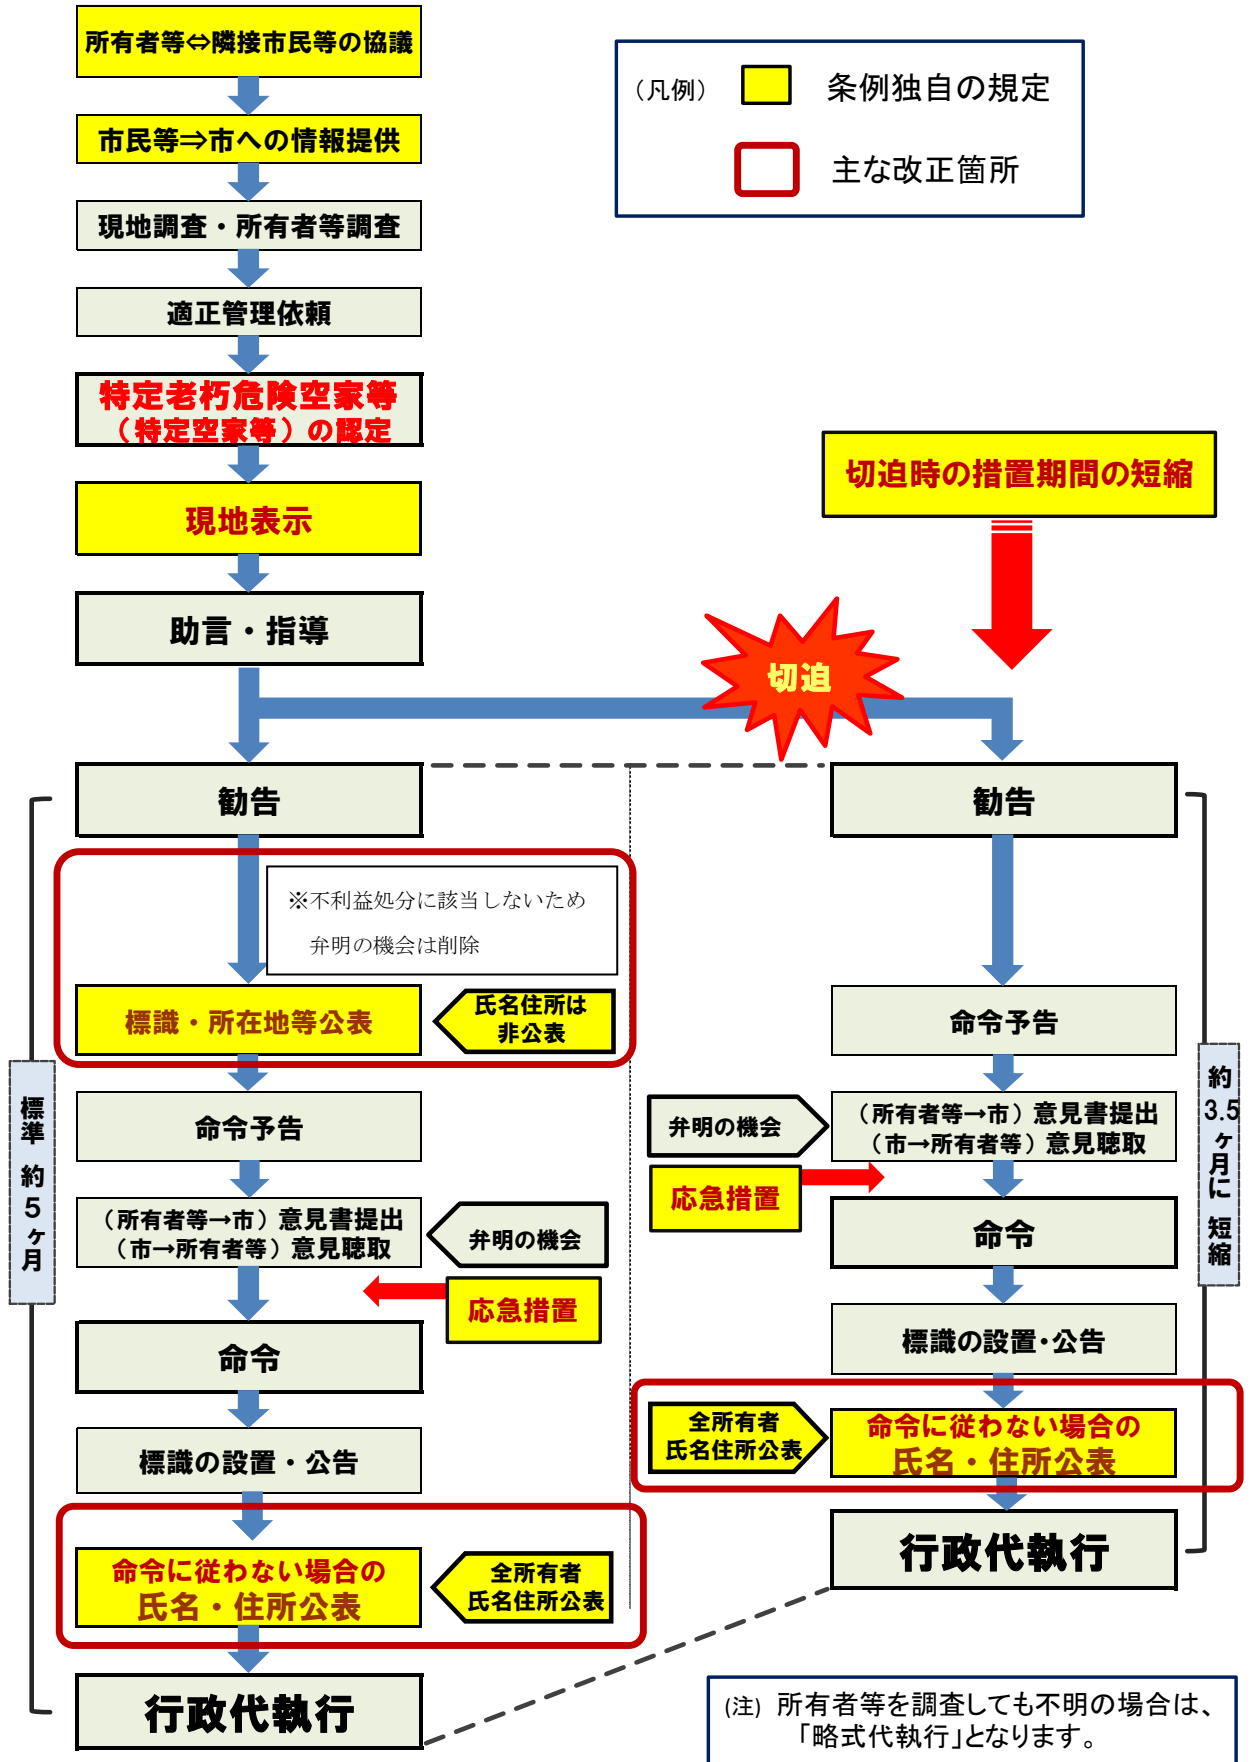 所有者等⇔隣接市民等の協議
市民等⇒市への情報提供
現地調査・所有者等調査
適正管理依頼
特定老朽危険空家等
（特定空家等）の認定
現地表示
助言・指導
（凡例）
条例独自の規定
主な改正箇所
切迫時の措置期間の短縮
切迫
勧告
※不利益処分に該当しないため
弁明の機会は削除
標識・所在地等公表
氏名住所は
非公表
命令予告
（所有者等→市）意見書提出
（市→所有者等）意見聴取
弁明の機会
応急措置
命令
標識の設置・公告
命令に従わない場合の
氏名・住所公表
全所有者
氏名住所公表
行政代執行
標準 約5ヶ月
勧告
命令予告
弁明の機会
（所有者等→市）意見書提出
（市→所有者等）意見聴取
応急措置
命令
標識の設置･公告
全所有者
氏名住所公表
命令に従わない場合の
氏名・住所公表
行政代執行
約3.5ヶ月に 短縮
(注) 所有者等を調査しても不明の場合は、
「略式代執行」となります。